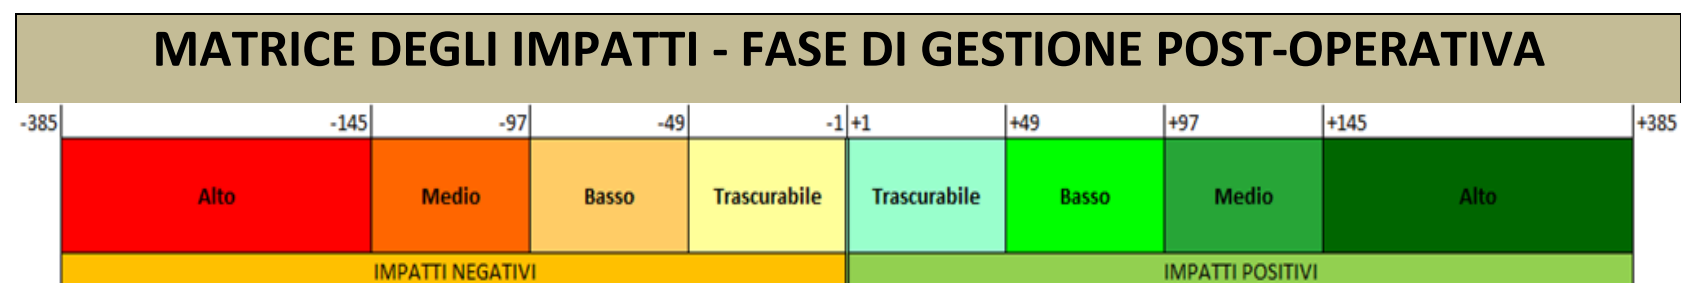 MATRICE DEGLI IMPATTI - FASE DI GESTIONE POST-OPERATIVA
-385 -145 -97 -49 -1 +1 +49 +97 +145 +385
Alto Medio Basso Trascurabile Trascurabile Basso Medio Alto
IMPATTI NEGATIVI IMPATTI POSITIVI